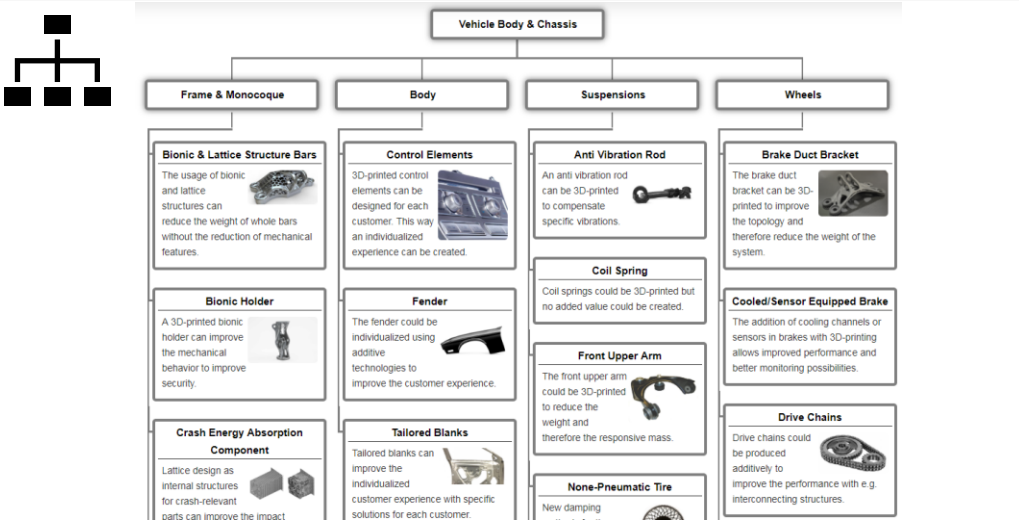 Vehicle Body & Chassis
Frame & Monocoque
Body
Suspensions
Wheels
Bionic & Lattice Structure Bars
The usage of bionic
and lattice
structures can
reduce the weight of whole bars
without the reduction of mechanical
features.
Bionic Holder
A 3D-printed bionic
holder can improve
the mechanical
behavior to improve
security.
Crash Energy Absorption
Component
Lattice design as
internal structures
for crash-relevant
parts can improve the impact
Control Elements
3D-printed control
elements can be
designed for each
customer. This way
an individualized
experience can be created.
Fender
The fender could be
individualized using
additive
technologies to
improve the customer experience.
Tailored Blanks
Tailored blanks can
improve the
individualized
customer experience with specific
solutions for each customer.
Anti Vibration Rod
An anti vibration rod
can be 3D-printed
to compensate
specific vibrations.
Coil Spring
Coil springs could be 3D-printed but
no added value could be created.
Front Upper Arm
The front upper arm
could be 3D-printed
to reduce the
weight and
therefore the responsive mass.
None-Pneumatic Tire
New damping
Brake Duct Bracket
The brake duct
bracket can be 3D-
printed to improve
the topology and
therefore reduce the weight of the
system.
Cooled/Sensor Equipped Brake
The addition of cooling channels or
sensors in brakes with 3D-printing
allows improved performance and
better monitoring possibilities.
Drive Chains
Drive chains could
be produced
additively to
improve the performance with e.g.
interconnecting structures.